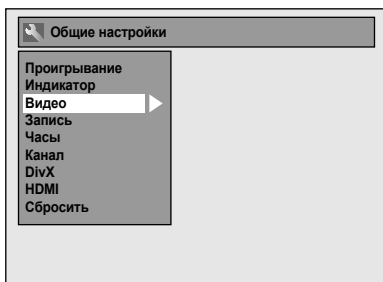 Общие настройки
Проигрывание
Индикатор
Видео
Запись
Часы
Канал
DivX
HDMI
Сбросить